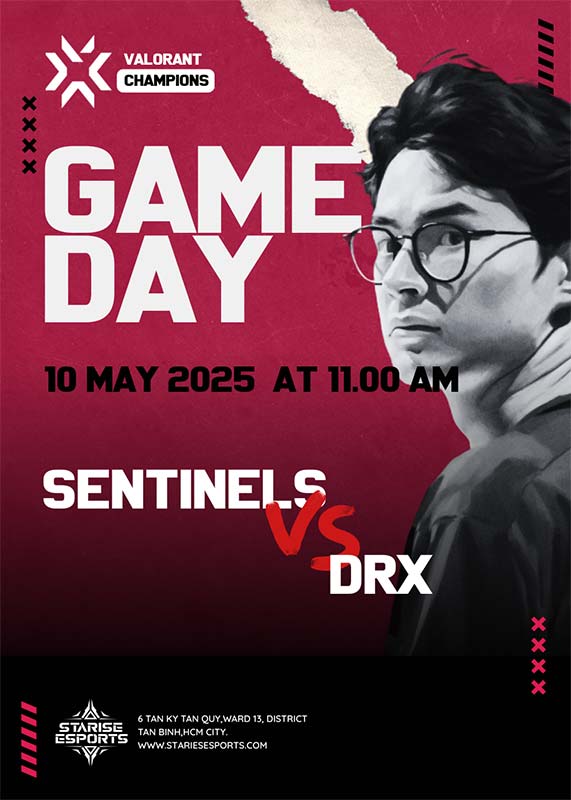 VALORANT
CHAMPIONS
GAME
DAY
10 MAY 2025 AT 11.00 AM
SENTINELS
VS
DRX
STARISE
ESPORTS
6 TAN KY TAN QUY,WARD 13, DISTRICT
TAN BINH,HCM CITY.
WWW.STARIESESPORTS.COM